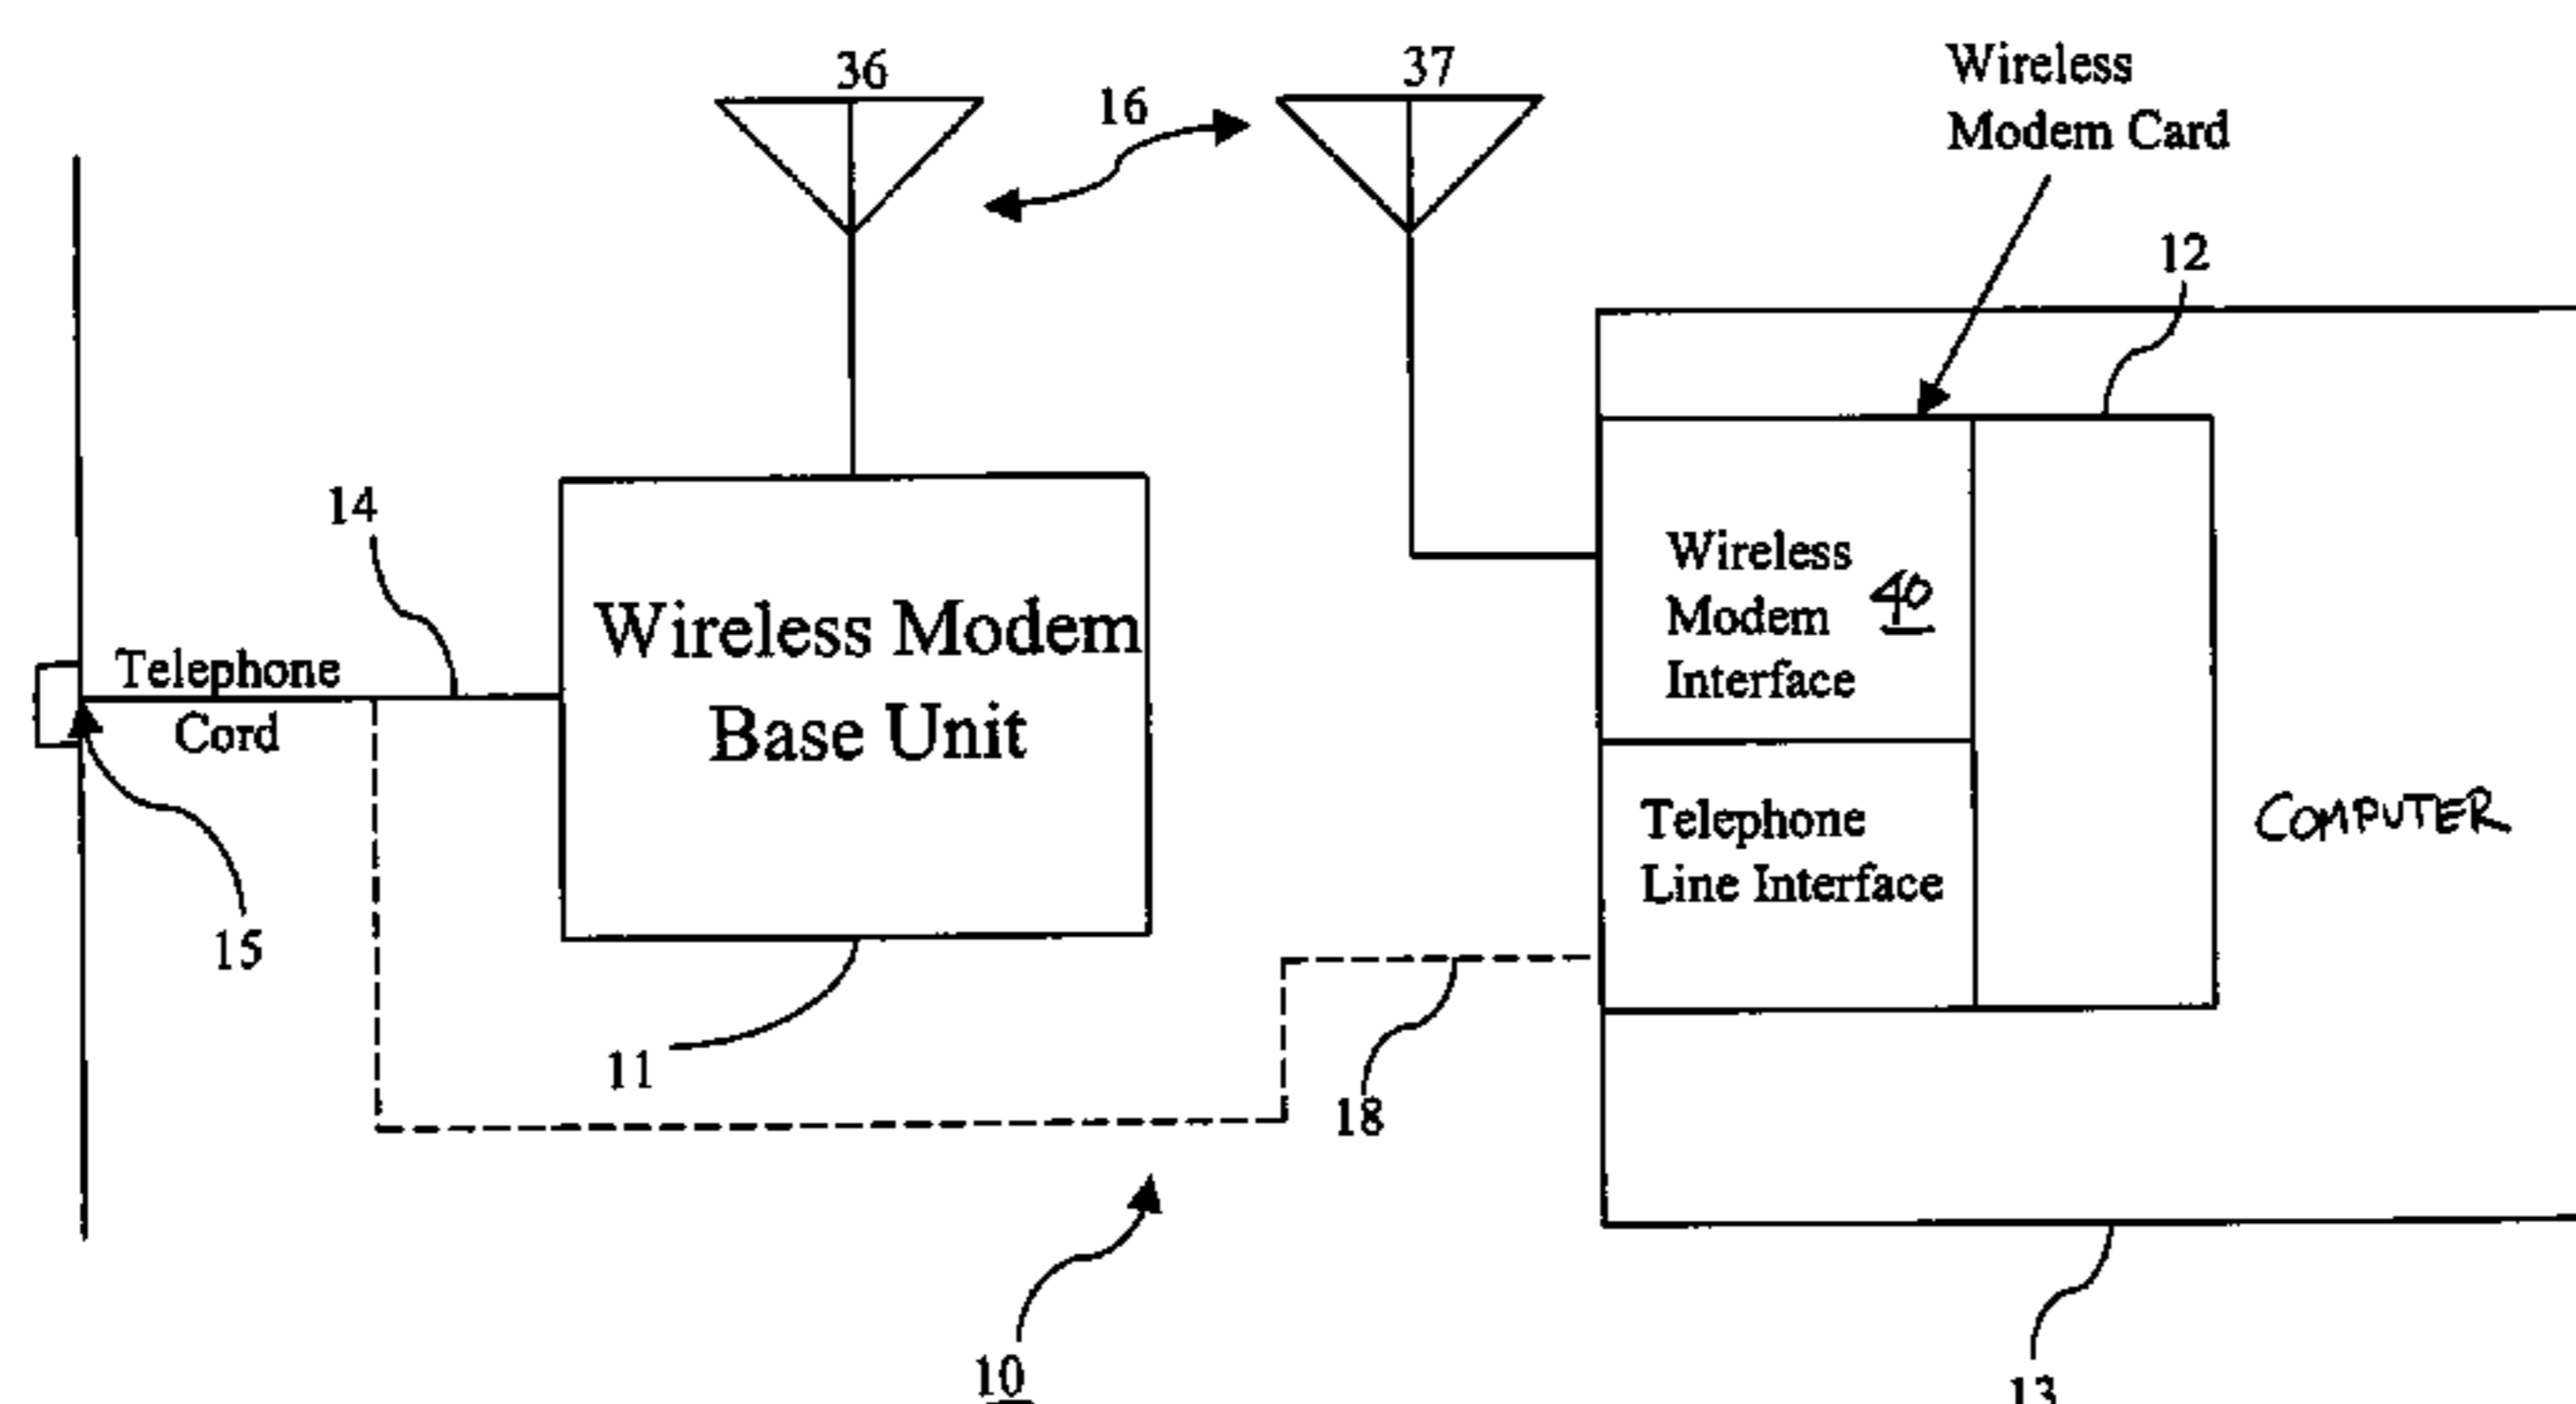 36
37
16
Wireless
Modem Card
12
14
Wireless
Modem 40
Interface
Wireless Modem
Base Unit
Telephone
Cord
Telephone
Line Interface
COMPUTER
15
11
18
10
13